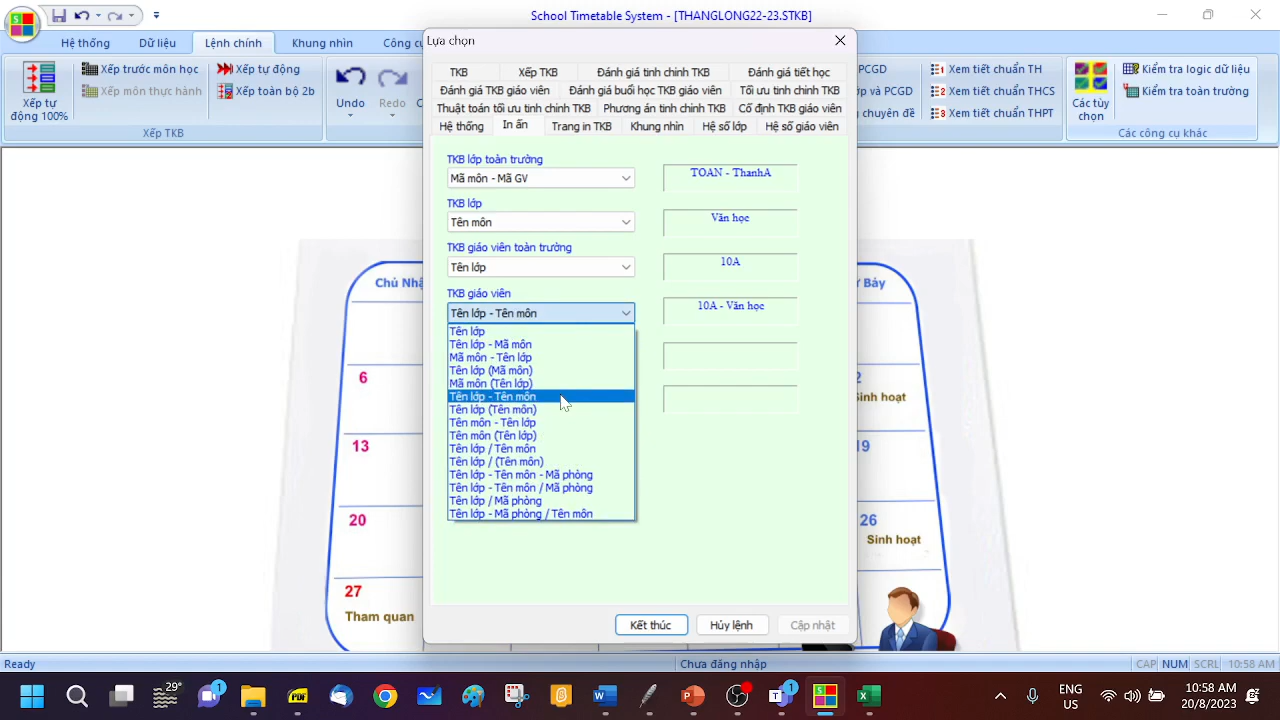 School Timetable System - [THANGLONG22-23.STKB]
Hệ thống
Dữ liệu
Lệnh chính
Khung nhìn
Xếp tự động 100%
Xếp trước môn học
Xếp môn thực hành
Xếp tự động
Xếp toàn bộ 2b
Xếp TKB
Undo
Redo
PCGD
và PCGD
chuyên đề
Xem tiết chuẩn TH
Xem tiết chuẩn THCS
Xem tiết chuẩn THPT
Các tùy chọn
Kiểm tra logic dữ liệu
Kiểm tra toàn trường
Các công cụ khác
Lựa chọn
TKB
Xếp TKB
Đánh giá tinh chỉnh TKB
Đánh giá tiết học
Đánh giá TKB giáo viên
Đánh giá buổi học TKB giáo viên
Tối ưu tinh chỉnh TKB
Thuật toán tối ưu tinh chỉnh TKB
Phương án tinh chỉnh TKB
Cố định TKB giáo viên
Hệ thống
In ấn
Trang in TKB
Khung nhìn
Hệ số lớp
Hệ số giáo viên
TKB lớp toàn trường
Mã môn - Mã GV
TOAN - ThanhA
TKB lớp
Tên môn
Văn học
TKB giáo viên toàn trường
Tên lớp
10A
TKB giáo viên
Tên lớp - Tên môn
10A - Văn học
Tên lớp
Tên lớp - Mã môn
Mã môn - Tên lớp
Tên lớp (Mã môn)
Mã môn (Tên lớp)
Tên lớp - Tên môn
Tên lớp (Tên môn)
Tên môn - Tên lớp
Tên môn (Tên lớp)
Tên lớp / Tên môn
Tên lớp / (Tên môn)
Tên lớp - Tên môn - Mã phòng
Tên lớp - Tên môn / Mã phòng
Tên lớp / Mã phòng
Tên lớp - Mã phòng / Tên môn
Kết thúc
Hủy lệnh
Cập nhật
Chủ Nhậ
Bảy
6
13
19
20
26
Sinh hoạt
27
Tham quan
Ready
Chưa đăng nhập
CAP
NUM
SCRL
10:58 AM
29°
ENG
US
10:58 AM
20/8/2023